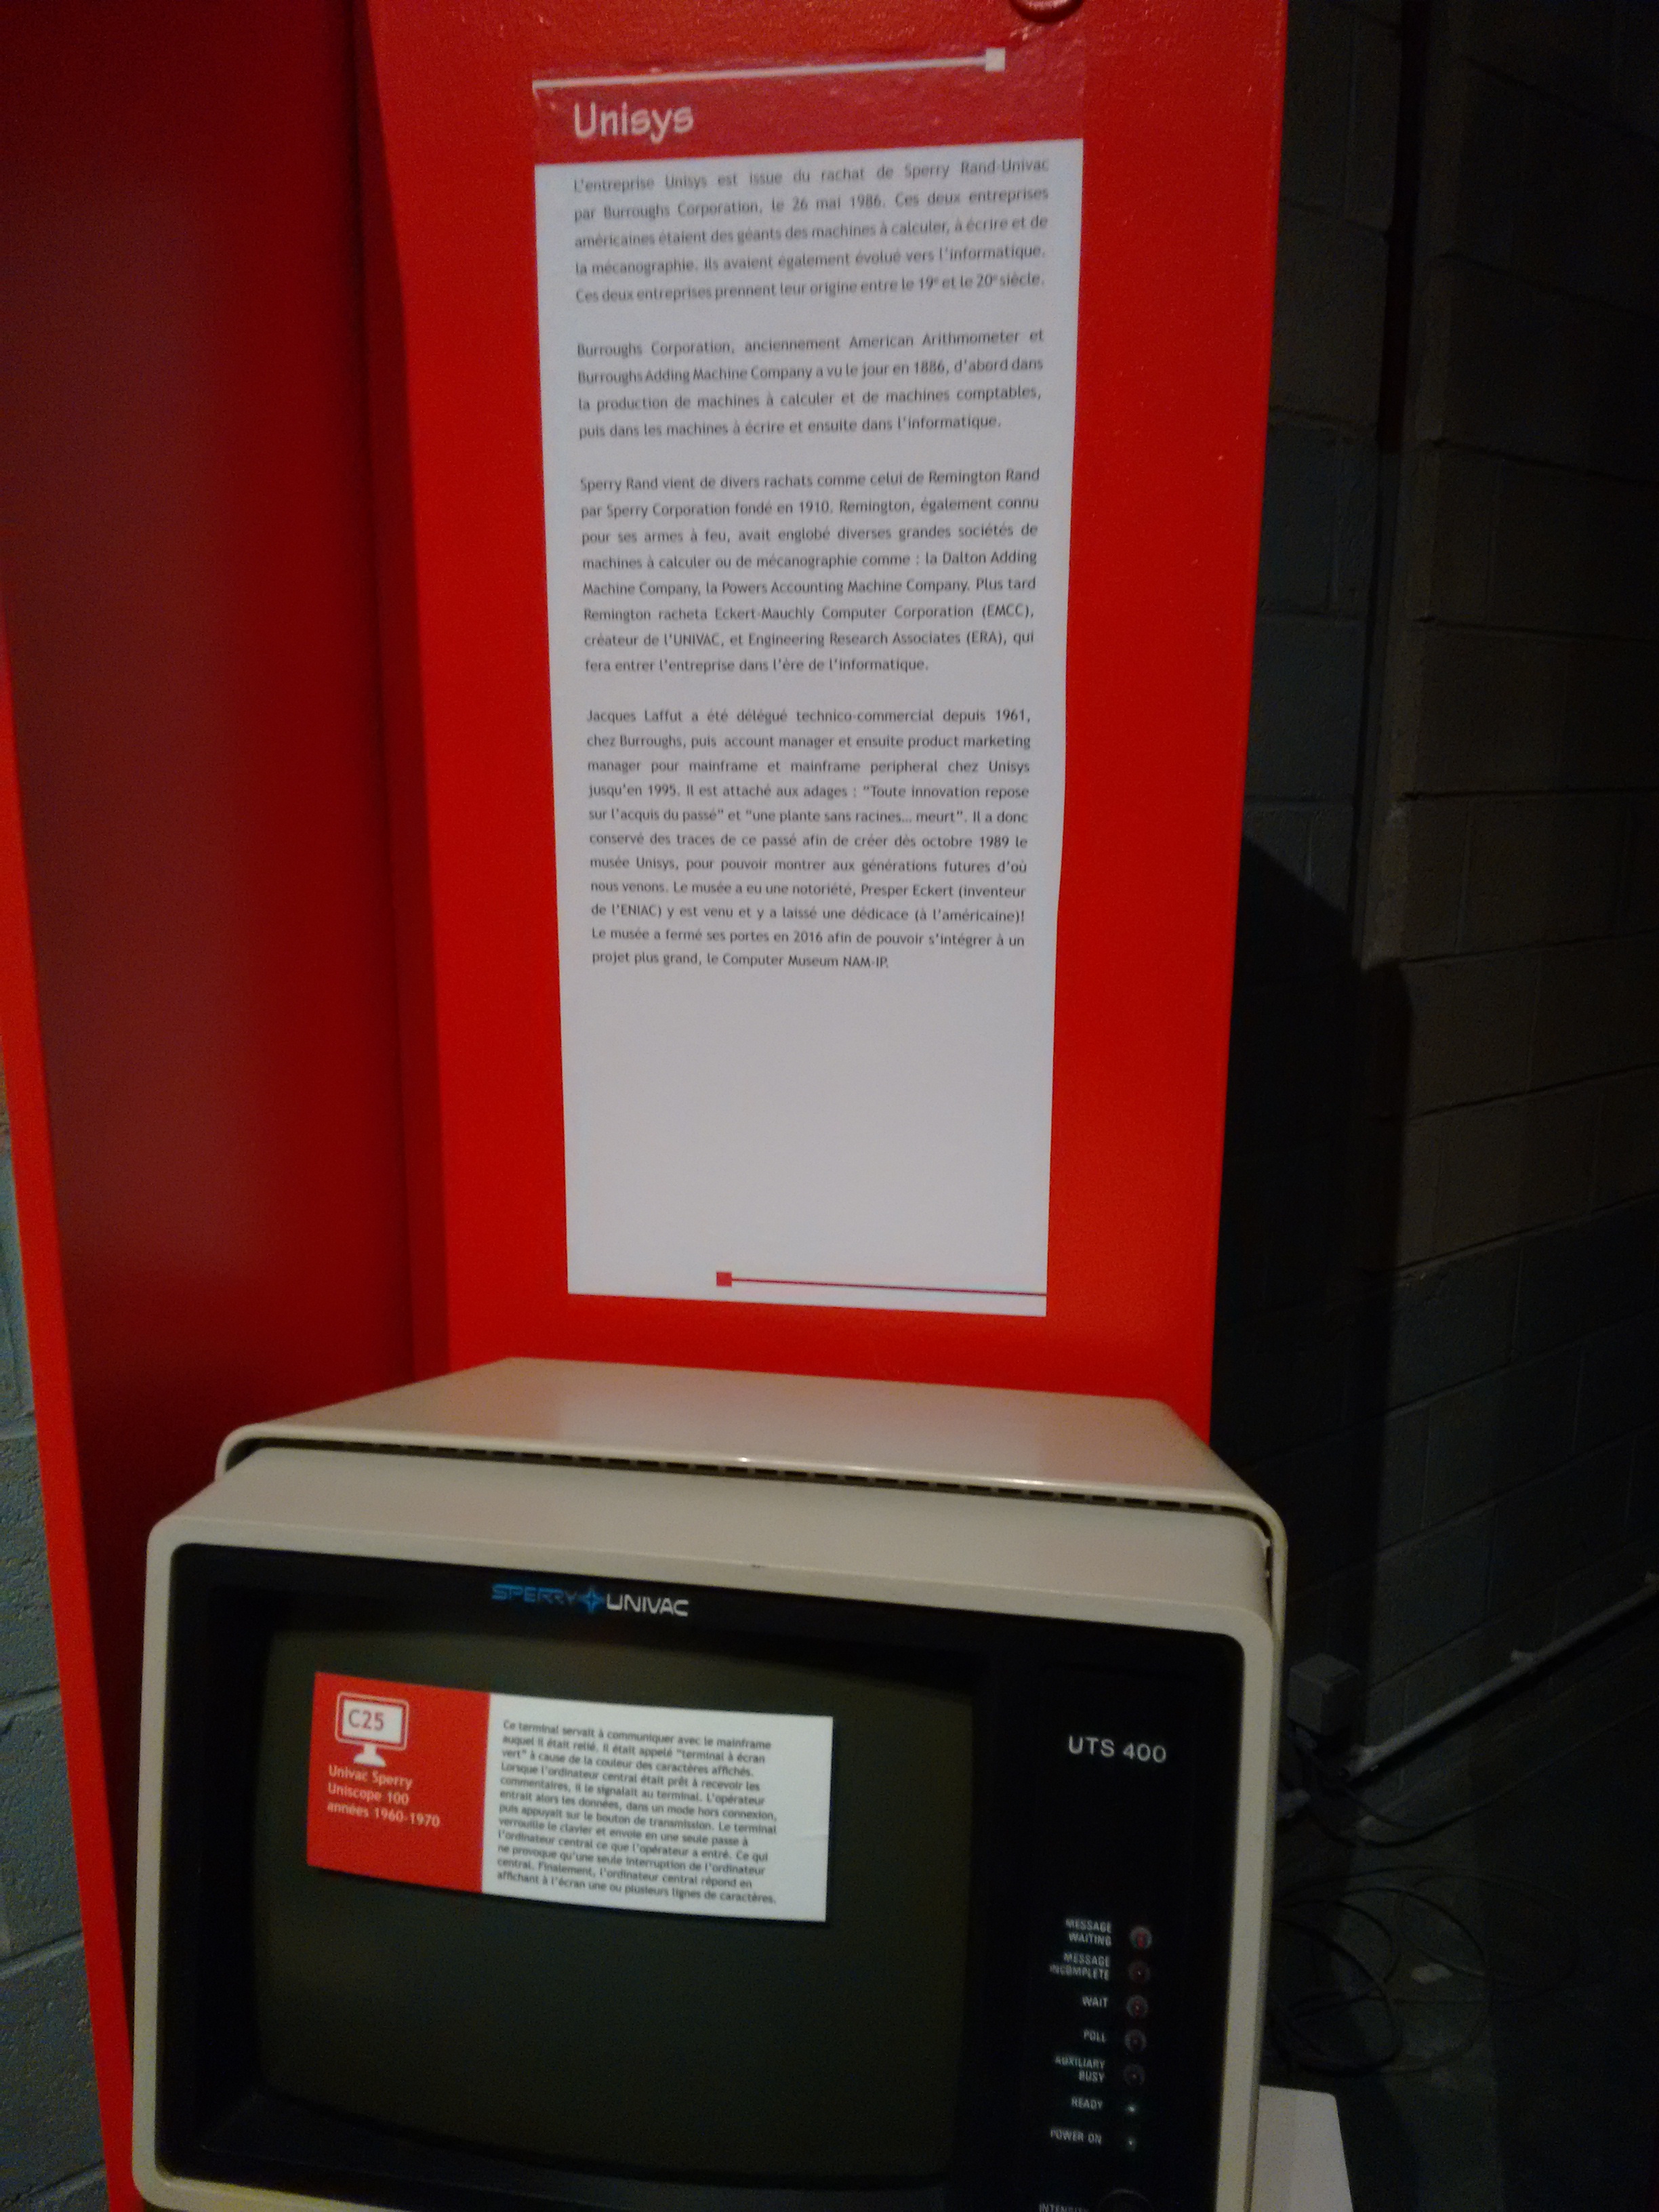 Unisys
L'entreprise Unisys est issue du rachat de Sperry Rand-Univac
par Burroughs Corporation, le 26 mai 1986. Ces deux entreprises
américaines étaient des géants des machines à calculer, à écrire et de
la mécanographie. Ils avaient également évolué vers l'informatique.
Ces deux entreprises prennent leur origine entre le 19e et le 20e siècle.
Burroughs Corporation, anciennement American Arithmometer et
Burroughs Adding Machine Company a vu le jour en 1886, d'abord dans
la production de machines à calculer et de machines comptables,
puis dans les machines à écrire et ensuite dans l'informatique.
Sperry Rand vient de divers rachats comme celui de Remington Rand
par Sperry Corporation fondé en 1910. Remington, également connu
pour ses armes à feu, avait englobé diverses grandes sociétés de
machines à calculer ou de mécanographie comme : la Dalton Adding
Machine Company, la Powers Accounting Machine Company. Plus tard
Remington racheta Eckert-Mauchly Computer Corporation (EMCC),
créateur de l'UNIVAC, et Engineering Research Associates (ERA), qui
fera entrer l'entreprise dans l'ère de l'informatique.
Jacques Laffut a été délégué technico-commercial depuis 1961,
chez Burroughs, puis account manager et ensuite product marketing
manager pour mainframe et mainframe peripheral chez Unisys
jusqu'en 1995. Il est attaché aux adages : "Toute innovation repose
sur l'acquis du passé" et "une plante sans racines... meurt". Il a donc
conservé des traces de ce passé afin de créer dès octobre 1989 le
musée Unisys, pour pouvoir montrer aux générations futures d'où
nous venons. Le musée a eu une notoriété, Presper Eckert (inventeur
de l'ENIAC) y est venu et y a laissé une dédicace (à l'américaine)!
Le musée a fermé ses portes en 2016 afin de pouvoir s'intégrer à un
projet plus grand, le Computer Museum NAM-IP.
SPERRY UNIVAC
C25
Univac Sperry
Uniscope 100
années 1960-1970
Ce terminal servait à communiquer avec le mainframe
auquel il était relié. Il était appelé "terminal à écran
vert" à cause de la couleur des caractères affichés.
Lorsque l'ordinateur central était prêt à recevoir les
commentaires, il le signalait au terminal. L'opérateur
entrait alors les données, dans un mode hors connexion,
puis appuyait sur le bouton de transmission. Le terminal
verrouille le clavier et envoie en une seule passe à
l'ordinateur central ce que l'opérateur a entré. Ce qui
ne provoque qu'une seule interruption de l'ordinateur
central. Finalement, l'ordinateur central répond en
affichant à l'écran une ou plusieurs lignes de caractères.
UTS 400
MESSAGE
WAITING
MESSAGE
INCOMPLETE
WAIT
POLL
AUXILIARY
BUSY
READY
POWER ON